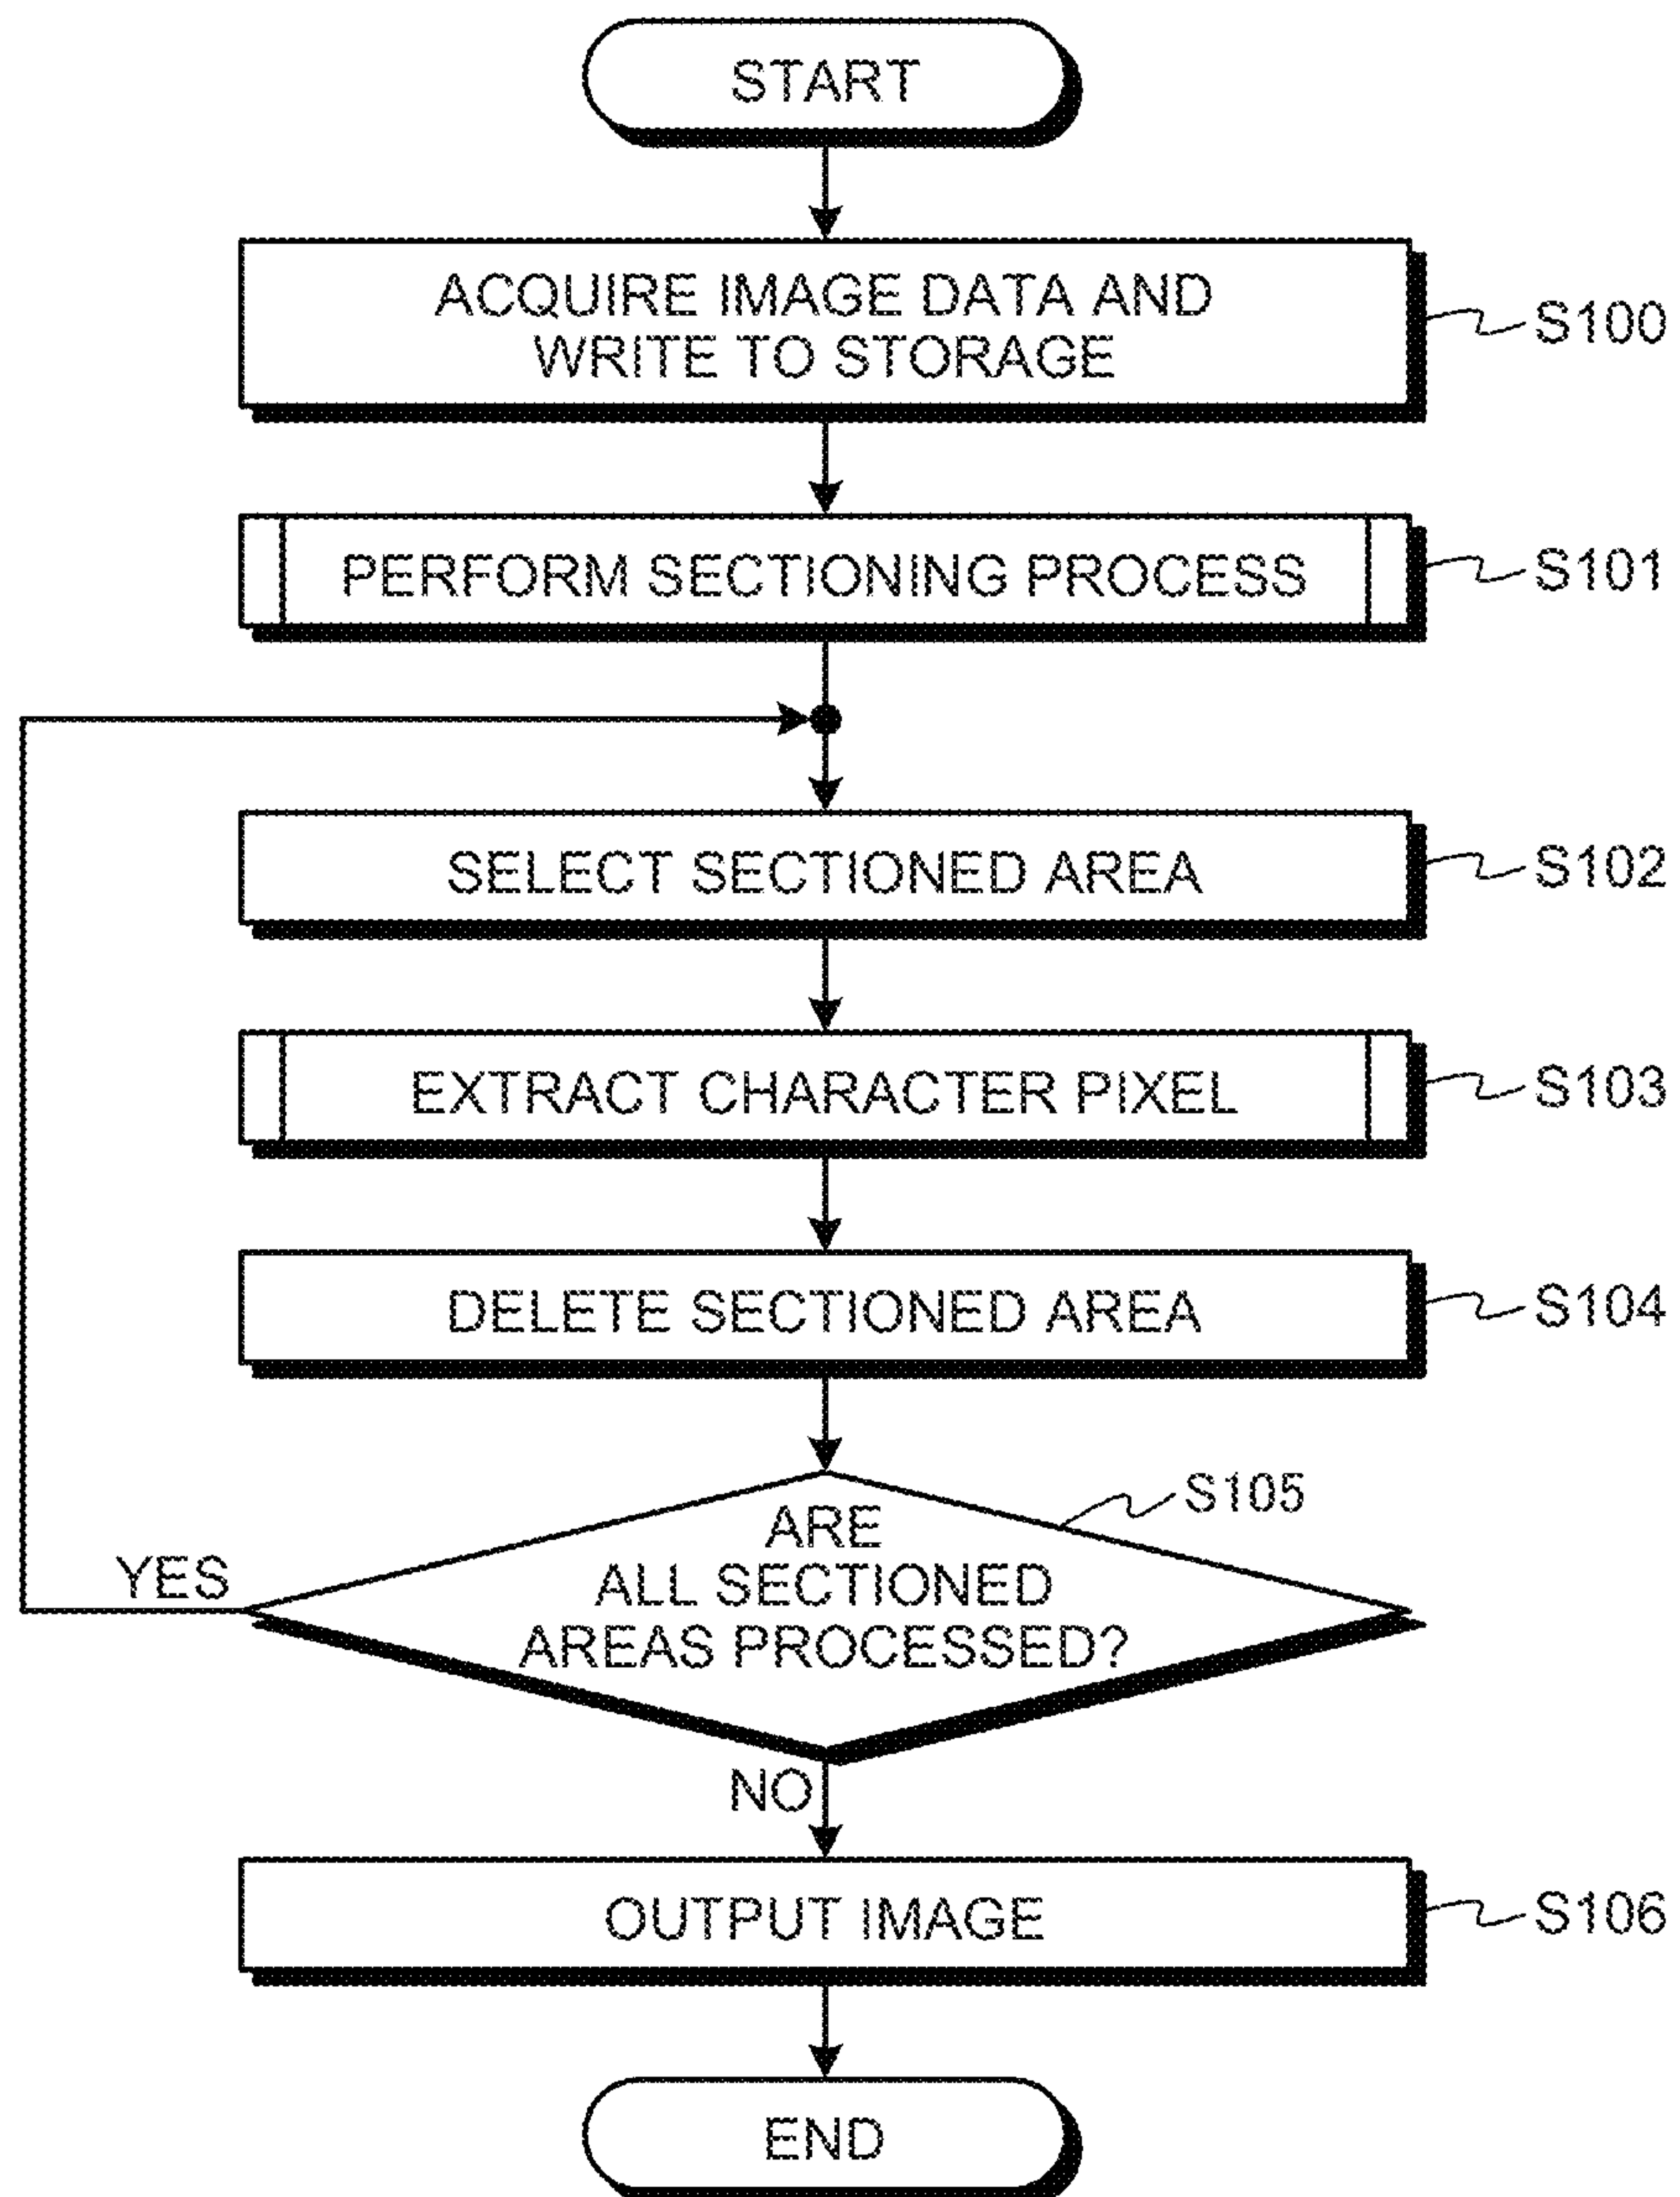 START
ACQUIRE IMAGE DATA AND
WRITE TO STORAGE
S100
PERFORM SECTIONING PROCESS
S101
SELECT SECTIONED AREA
S102
EXTRACT CHARACTER PIXEL
S103
DELETE SECTIONED AREA
S104
S105
ARE
ALL SECTIONED
AREAS PROCESSED?
YES
NO
OUTPUT IMAGE
S106
END